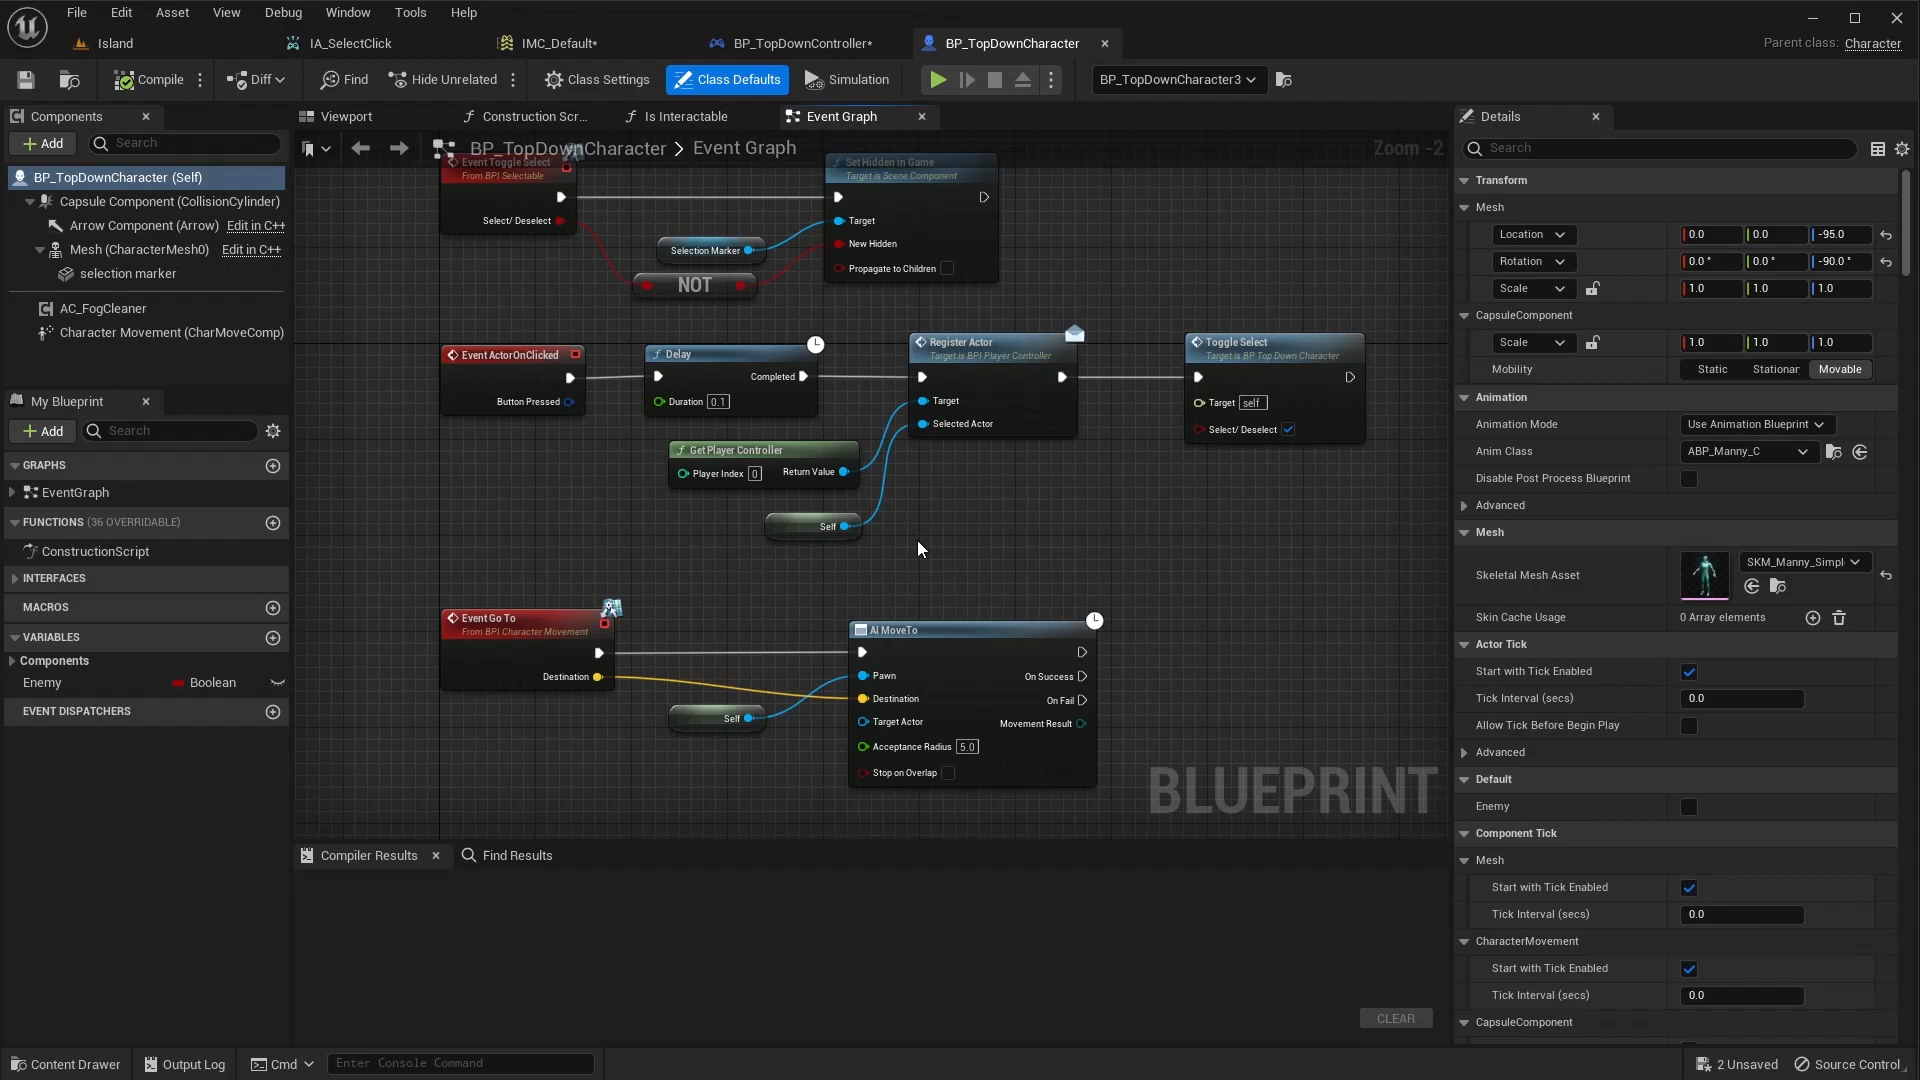 File Edit Asset View Debug Window Tools Help
Island IA_SelectClick IMC_Default* BP_TopDownController* BP_TopDownCharacter Parent class: Character
Compile Diff Find Hide Unrelated Class Settings Class Defaults Simulation BP_TopDownCharacter3
Components
Add Search
BP_TopDownCharacter (Self)
Capsule Component (CollisionCylinder)
Arrow Component (Arrow) Edit in C++
Mesh (CharacterMesh0) Edit in C++
selection marker
AC_FogCleaner
Character Movement (CharMoveComp)
My Blueprint
Add Search
GRAPHS
EventGraph
FUNCTIONS (36 OVERRIDABLE)
ConstructionScript
INTERFACES
MACROS
VARIABLES
Components
Enemy Boolean
EVENT DISPATCHERS
Viewport Construction Scr... Is Interactable Event Graph
BP_TopDownCharacter > Event Graph Zoom -2
Event Toggle Select
From BPI Selectable
Select/ Deselect
Selection Marker
NOT
Set Hidden in Game
Target is Scene Component
Target
New Hidden
Propagate to Children
Event ActorOnClicked
Button Pressed
Delay
Completed
Duration 0.1
Get Player Controller
Player Index 0 Return Value
Self
Register Actor
Target is BPI Player Controller
Target
Selected Actor
Toggle Select
Target is BP Top Down Character
Target self
Select/ Deselect
Event Go To
From BPI Character Movement
Destination
Self
AI MoveTo
Pawn On Success
Destination On Fail
Target Actor Movement Result
Acceptance Radius 5.0
Stop on Overlap
BLUEPRINT
Compiler Results Find Results
CLEAR
Details
Search
Transform
Mesh
Location 0.0 0.0 -95.0
Rotation 0.0 ° 0.0 ° -90.0 °
Scale 1.0 1.0 1.0
CapsuleComponent
Scale 1.0 1.0 1.0
Mobility Static Stationar Movable
Animation
Animation Mode Use Animation Blueprint
Anim Class ABP_Manny_C
Disable Post Process Blueprint
Advanced
Mesh
Skeletal Mesh Asset SKM_Manny_Simpl
Skin Cache Usage 0 Array elements
Actor Tick
Start with Tick Enabled
Tick Interval (secs) 0.0
Allow Tick Before Begin Play
Advanced
Default
Enemy
Component Tick
Mesh
Start with Tick Enabled
Tick Interval (secs) 0.0
CharacterMovement
Start with Tick Enabled
Tick Interval (secs) 0.0
CapsuleComponent
Content Drawer Output Log Cmd Enter Console Command 2 Unsaved Source Control